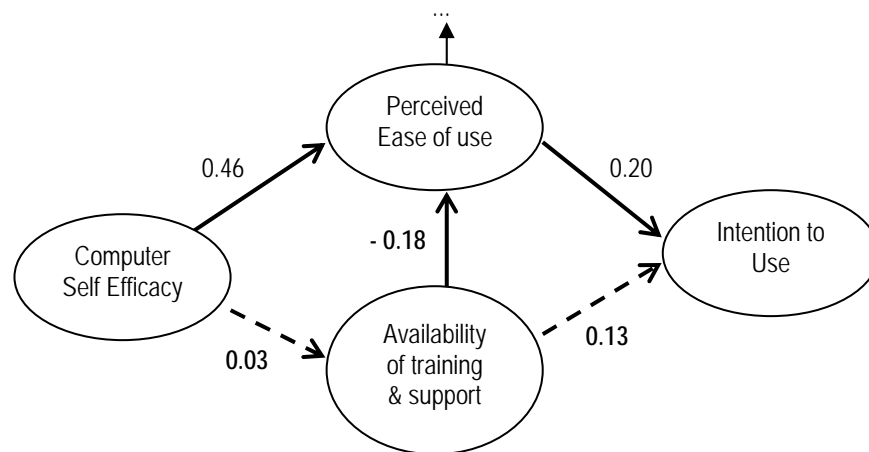 ...
Perceived
Ease of use
0.46
0.20
- 0.18
Computer
Self Efficacy
Intention to
Use
Availability
of training
& support
0.03
0.13